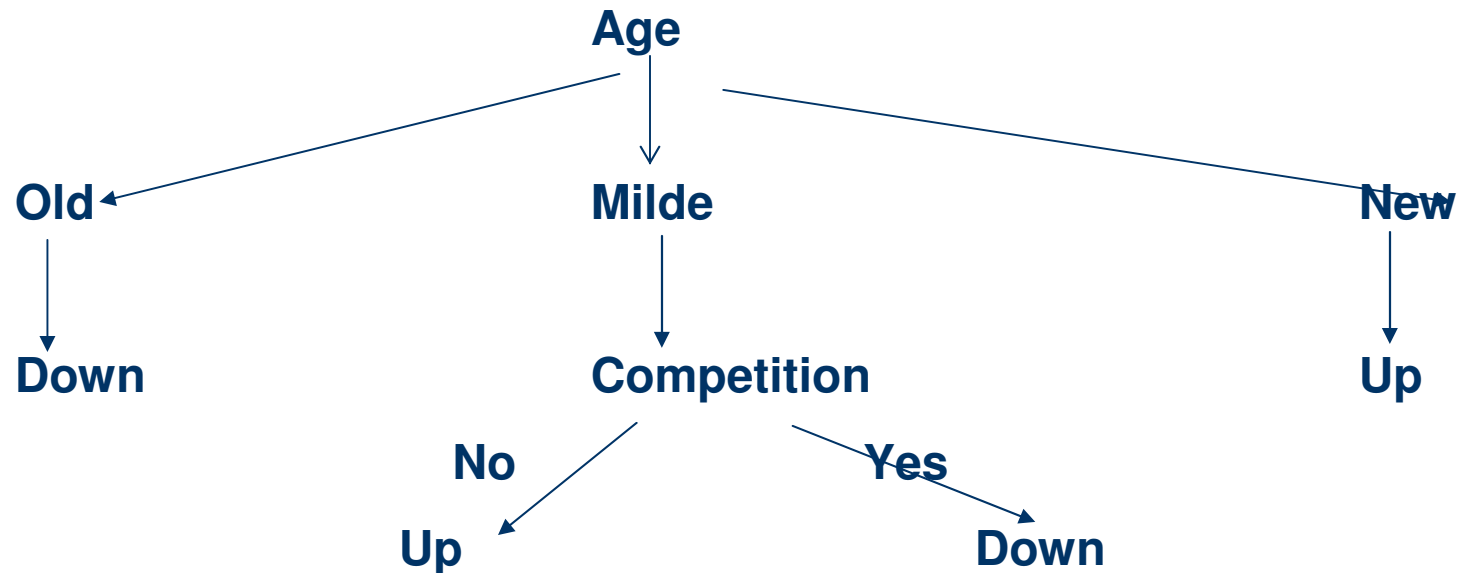 Age
Old Milde New
Down Competition Up
No Yes
Up Down